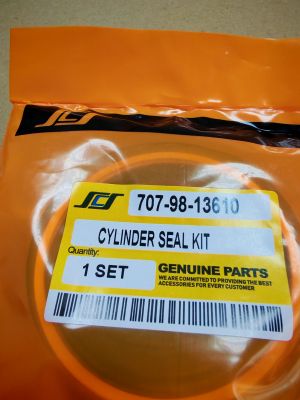 707-98-13610
CYLINDER SEAL KIT
Quantity:
1 SET
GENUINE PARTS
WE ARE COMMITTED TO PROVIDING THE BEST
ACCESSORIES FOR EVERY CUSTOMER